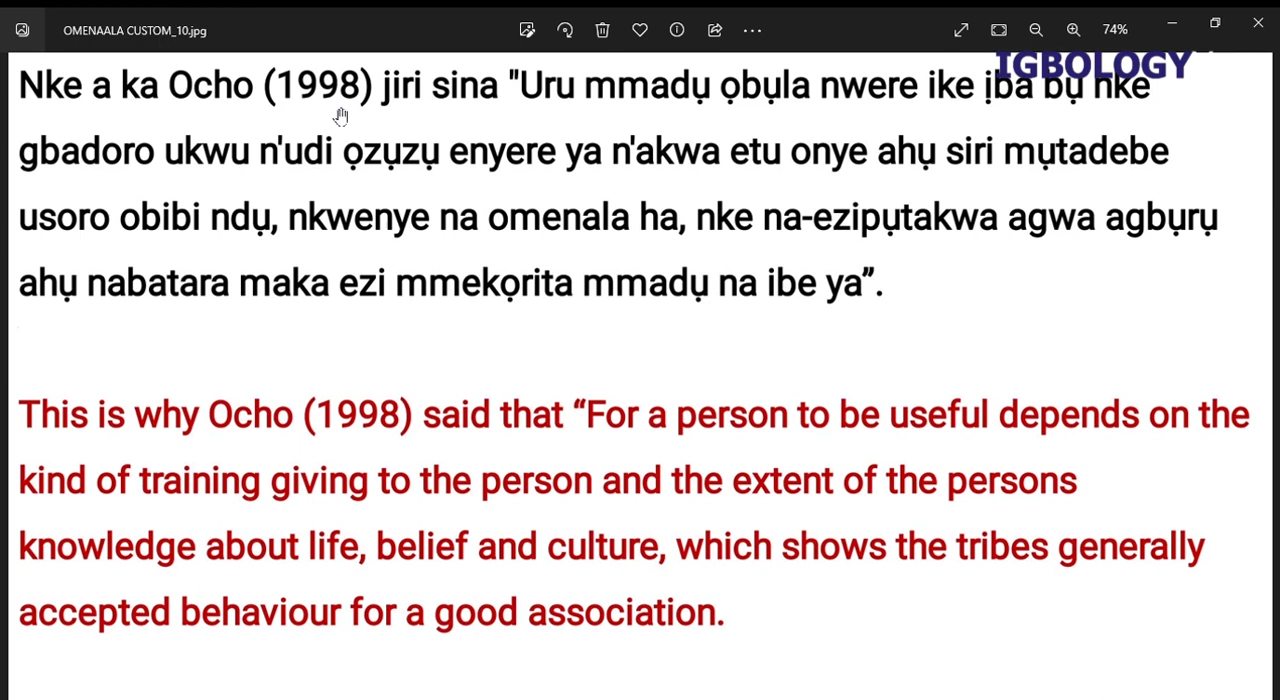 OMENAALA CUSTOM_10.jpg
74%
IGBOLOGY
Nke a ka Ocho (1998) jiri sina "Uru mmadụ ọbụla nwere ike ịba bụ nke
gbadoro ukwu n'udi ọzụzụ enyere ya n'akwa etu onye ahụ siri mụtadebe
usoro obibi ndụ, nkwenye na omenala ha, nke na-ezipụtakwa agwa agbụrụ
ahụ nabatara maka ezi mmekọrita mmadụ na ibe ya”.
This is why Ocho (1998) said that “For a person to be useful depends on the
kind of training giving to the person and the extent of the persons
knowledge about life, belief and culture, which shows the tribes generally
accepted behaviour for a good association.